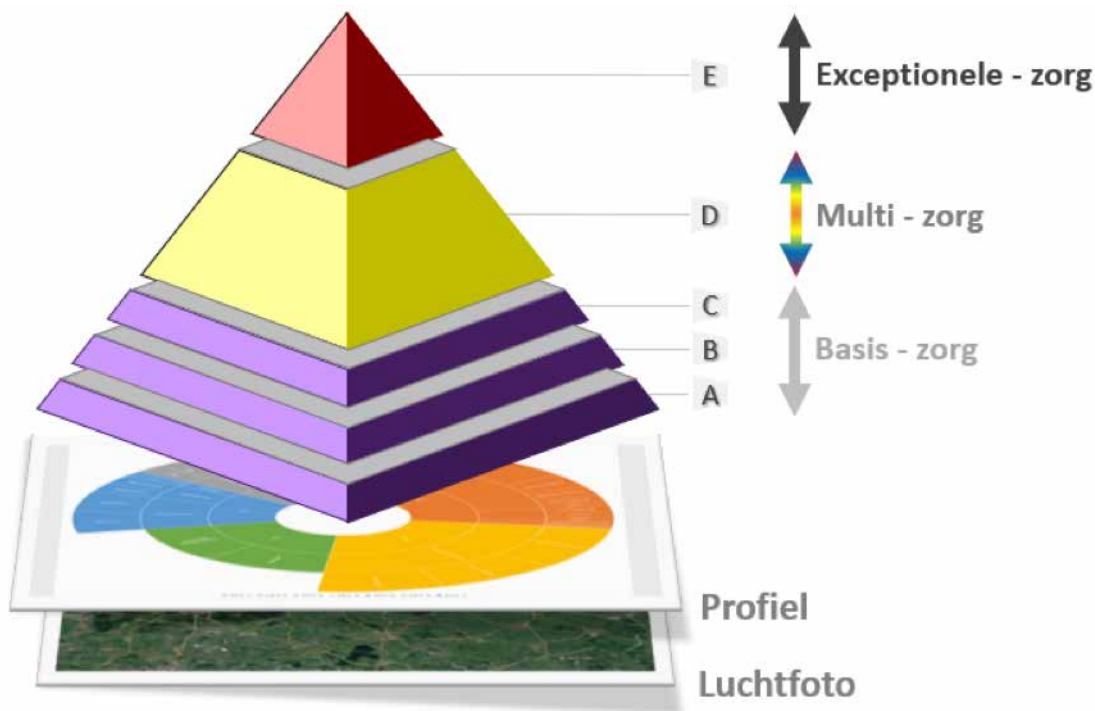 E
Exceptionele - zorg
D
Multi - zorg
C
B
Basis - zorg
A
Profiel
Luchtfoto